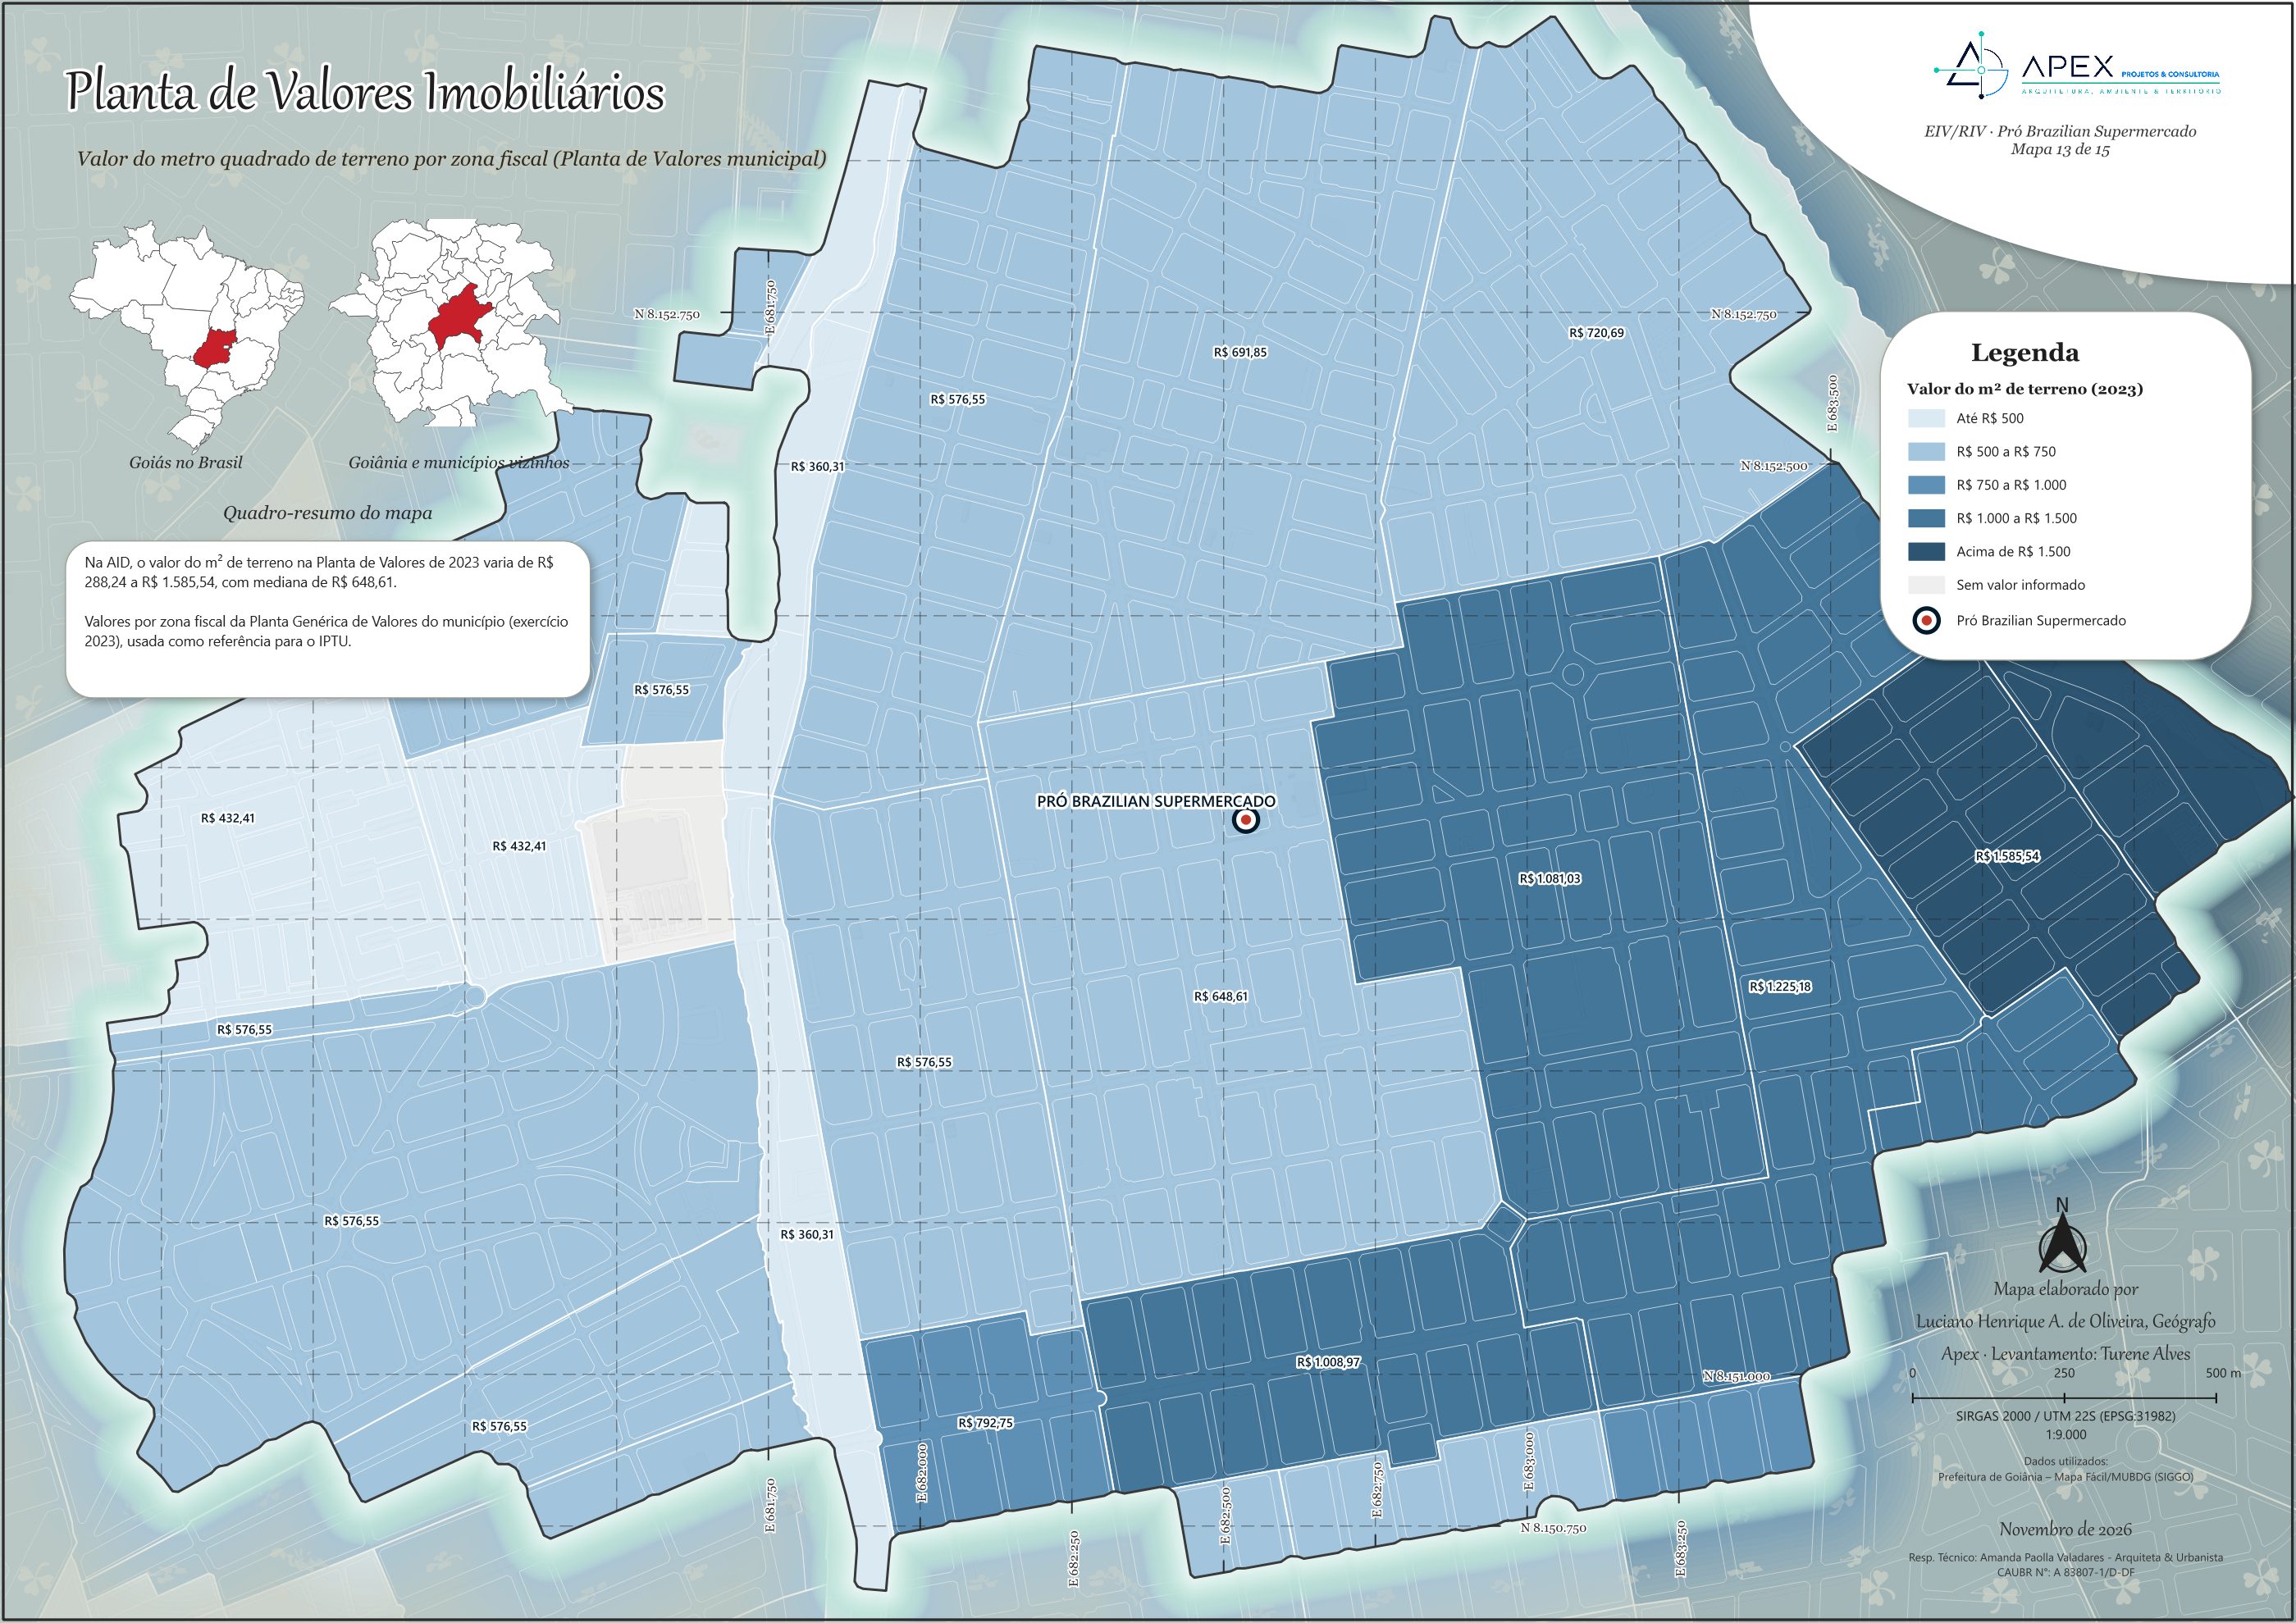 Planta de Valores Imobiliários
Valor do metro quadrado de terreno por zona fiscal (Planta de Valores municipal)
APEX PROJETOS & CONSULTORIA
ARQUITETURA, AMBIENTE & TERRITÓRIO
EIV/RIV · Pró Brazilian Supermercado
Mapa 13 de 15
Goiás no Brasil
Goiânia e municípios vizinhos
Quadro-resumo do mapa
Na AID, o valor do m² de terreno na Planta de Valores de 2023 varia de R$
288,24 a R$ 1.585,54, com mediana de R$ 648,61.
Valores por zona fiscal da Planta Genérica de Valores do município (exercício
2023), usada como referência para o IPTU.
Legenda
Valor do m² de terreno (2023)
Até R$ 500
R$ 500 a R$ 750
R$ 750 a R$ 1.000
R$ 1.000 a R$ 1.500
Acima de R$ 1.500
Sem valor informado
Pró Brazilian Supermercado
N 8.152.750
E 681.750
N 8.152.750
E 683.500
N 8.152.500
R$ 720,69
R$ 691,85
R$ 576,55
R$ 360,31
R$ 576,55
PRÓ BRAZILIAN SUPERMERCADO
R$ 432,41
R$ 432,41
R$ 1.585,54
R$ 1.081,03
R$ 1.225,18
R$ 648,61
R$ 576,55
R$ 576,55
R$ 576,55
R$ 360,31
R$ 1.008,97
N 8.151.000
R$ 792,75
R$ 576,55
E 681.750
E 682.000
E 682.250
E 682.500
E 682.750
E 683.000
E 683.250
N 8.150.750
N
Mapa elaborado por
Luciano Henrique A. de Oliveira, Geógrafo
Apex · Levantamento: Turene Alves
0 250 500 m
SIRGAS 2000 / UTM 22S (EPSG:31982)
1:9.000
Dados utilizados:
Prefeitura de Goiânia – Mapa Fácil/MUBDG (SIGGO)
Novembro de 2026
Resp. Técnico: Amanda Paolla Valadares - Arquiteta & Urbanista
CAUBR N°: A 83807-1/D-DF